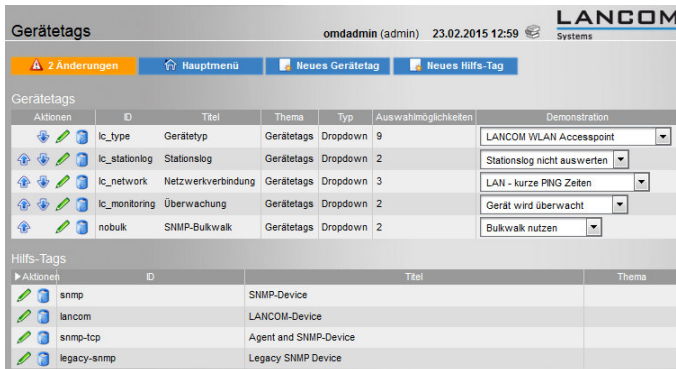 Gerätetags omdadmin (admin) 23.02.2015 12:59 LANCOM
Systems
2 Änderungen Hauptmenü Neues Gerätetag Neues Hilfs-Tag
Gerätetags
Aktionen ID Titel Thema Typ Auswahlmöglichkeiten Demonstration
lc_type Gerätetyp Gerätetags Dropdown 9 LANCOM WLAN Accesspoint
lc_stationlog Stationslog Gerätetags Dropdown 2 Stationslog nicht auswerten
lc_network Netzwerkverbindung Gerätetags Dropdown 3 LAN - kurze PING Zeiten
lc_monitoring Überwachung Gerätetags Dropdown 2 Gerät wird überwacht
nobulk SNMP-Bulkwalk Gerätetags Dropdown 2 Bulkwalk nutzen
Hilfs-Tags
Aktionen ID Titel Thema
snmp SNMP-Device
lancom LANCOM-Device
snmp-tcp Agent and SNMP-Device
legacy-snmp Legacy SNMP Device